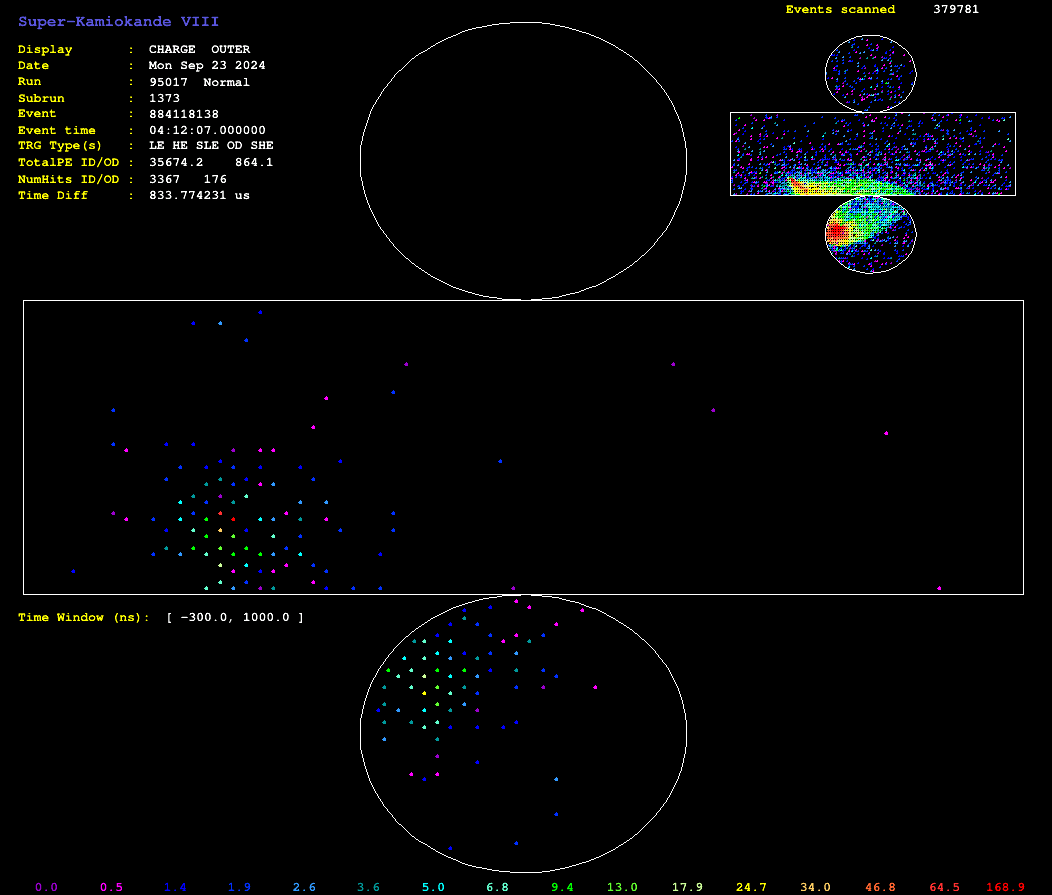 Super-Kamiokande VIII
Events scanned 379781
Display : CHARGE OUTER
Date : Mon Sep 23 2024
Run : 95017 Normal
Subrun : 1373
Event : 884118138
Event time : 04:12:07.000000
TRG Type(s) : LE HE SLE OD SHE
TotalPE ID/OD : 35674.2 864.1
NumHits ID/OD : 3367 176
Time Diff : 833.774231 us
Time Window (ns): [ -300.0, 1000.0 ]
0.0 0.5 1.4 1.9 2.6 3.6 5.0 6.8 9.4 13.0 17.9 24.7 34.0 46.8 64.5 168.9